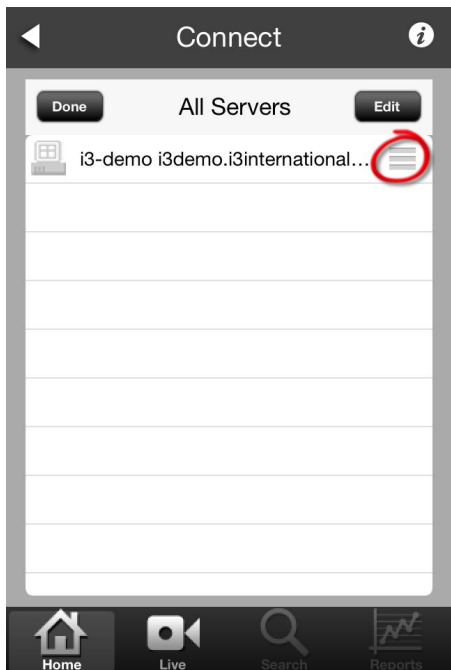 Connect
Done All Servers Edit
i3-demo i3demo.i3international...
Home Live Search Reports